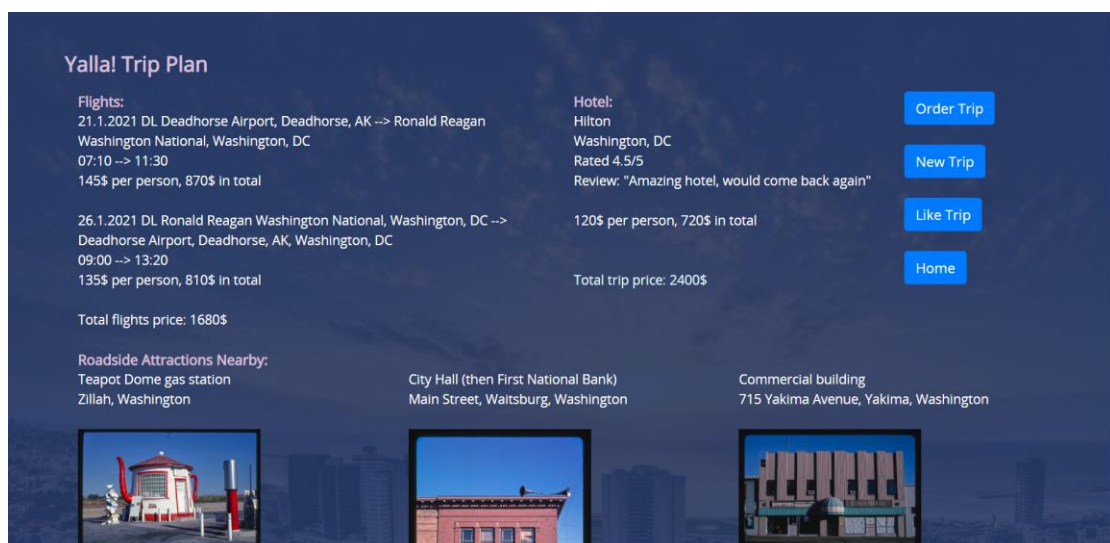 Yalla! Trip Plan
Flights:
21.1.2021 DL Deadhorse Airport, Deadhorse, AK --> Ronald Reagan
Washington National, Washington, DC
07:10 --> 11:30
145$ per person, 870$ in total
26.1.2021 DL Ronald Reagan Washington National, Washington, DC -->
Deadhorse Airport, Deadhorse, AK, Washington, DC
09:00 --> 13:20
135$ per person, 810$ in total
Total flights price: 1680$
Hotel:
Hilton
Washington, DC
Rated 4.5/5
Review: "Amazing hotel, would come back again"
120$ per person, 720$ in total
Total trip price: 2400$
Order Trip
New Trip
Like Trip
Home
Roadside Attractions Nearby:
Teapot Dome gas station
Zillah, Washington
City Hall (then First National Bank)
Main Street, Waitsburg, Washington
Commercial building
715 Yakima Avenue, Yakima, Washington